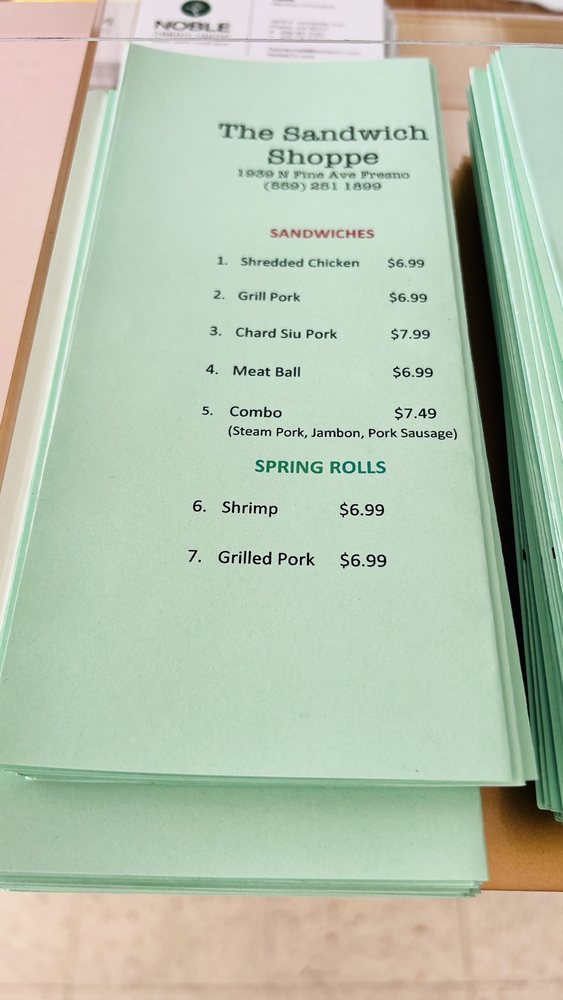 NOBLE
The Sandwich
Shoppe
1939 N Fine Ave Fresno
(559) 251 1899
SANDWICHES
1. Shredded Chicken $6.99
2. Grill Pork $6.99
3. Chard Siu Pork $7.99
4. Meat Ball $6.99
5. Combo $7.49
(Steam Pork, Jambon, Pork Sausage)
SPRING ROLLS
6. Shrimp $6.99
7. Grilled Pork $6.99